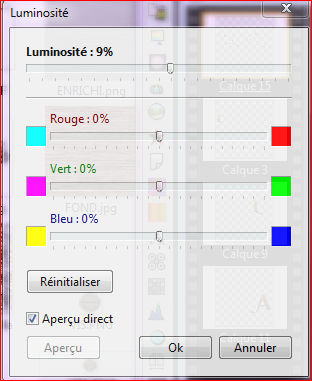 Luminosité
Luminosité : 9%
Calque 15
ENRICHI.png
Rouge : 0%
Vert : 0%
Calque 3
FOND.jpg
Bleu : 0%
Calque 9
Réinitialiser
Aperçu direct
Aperçu
Ok
Annuler